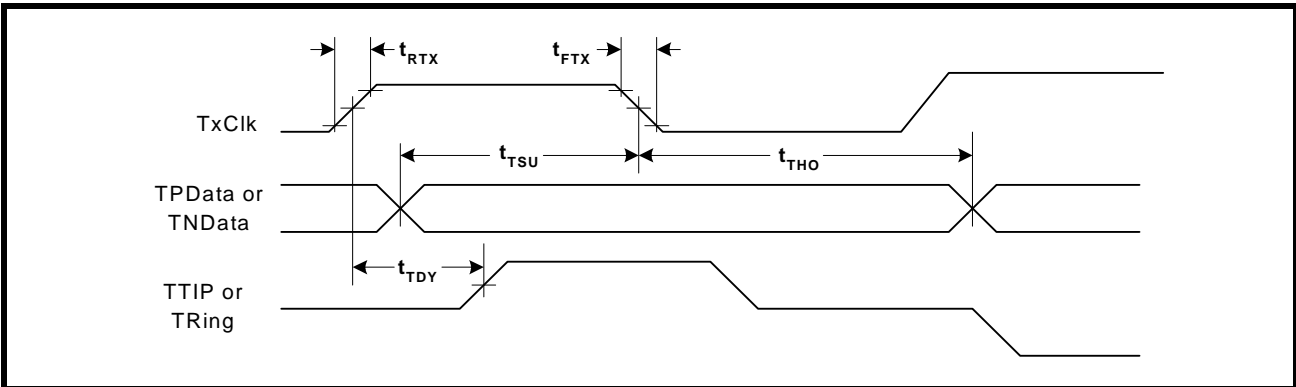 tRTX
tFTX
TxClk
tTSU
tTHO
TPData or
TNData
tTDY
TTIP or
TRing